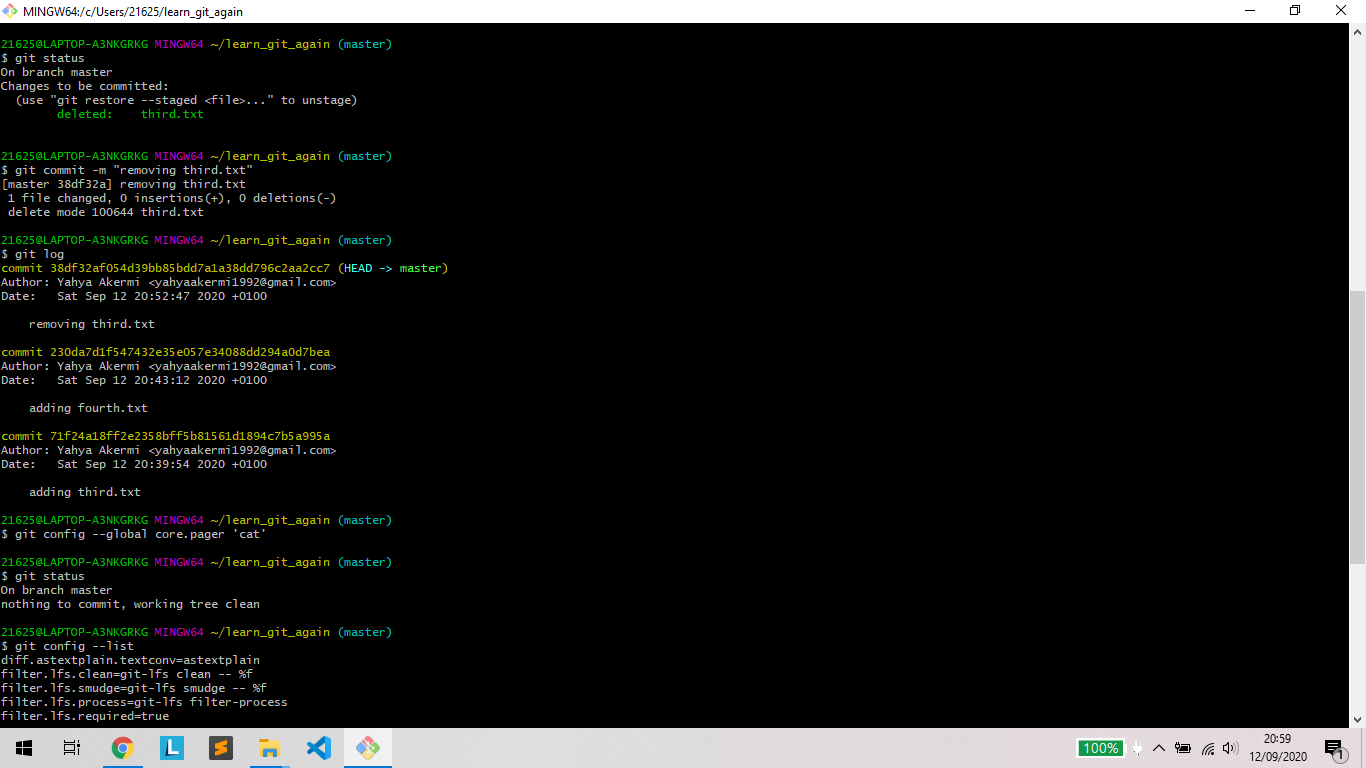 MINGW64:/c/Users/21625/learn_git_again
21625@LAPTOP-A3NKGRKG MINGW64 ~/learn_git_again (master)
$ git status
On branch master
Changes to be committed:
  (use "git restore --staged <file>..." to unstage)
        deleted:    third.txt
21625@LAPTOP-A3NKGRKG MINGW64 ~/learn_git_again (master)
$ git commit -m "removing third.txt"
[master 38df32a] removing third.txt
 1 file changed, 0 insertions(+), 0 deletions(-)
 delete mode 100644 third.txt
21625@LAPTOP-A3NKGRKG MINGW64 ~/learn_git_again (master)
$ git log
commit 38df32af054d39bb85bdd7a1a38dd796c2aa2cc7 (HEAD -> master)
Author: Yahya Akermi <yahyaakermi1992@gmail.com>
Date:   Sat Sep 12 20:52:47 2020 +0100
    removing third.txt
commit 230da7d1f547432e35e057e34088dd294a0d7bea
Author: Yahya Akermi <yahyaakermi1992@gmail.com>
Date:   Sat Sep 12 20:43:12 2020 +0100
    adding fourth.txt
commit 71f24a18ff2e2358bff5b81561d1894c7b5a995a
Author: Yahya Akermi <yahyaakermi1992@gmail.com>
Date:   Sat Sep 12 20:39:54 2020 +0100
    adding third.txt
21625@LAPTOP-A3NKGRKG MINGW64 ~/learn_git_again (master)
$ git config --global core.pager 'cat'
21625@LAPTOP-A3NKGRKG MINGW64 ~/learn_git_again (master)
$ git status
On branch master
nothing to commit, working tree clean
21625@LAPTOP-A3NKGRKG MINGW64 ~/learn_git_again (master)
$ git config --list
diff.astextplain.textconv=astextplain
filter.lfs.clean=git-lfs clean -- %f
filter.lfs.smudge=git-lfs smudge -- %f
filter.lfs.process=git-lfs filter-process
filter.lfs.required=true
L
100%
20:59
12/09/2020
1